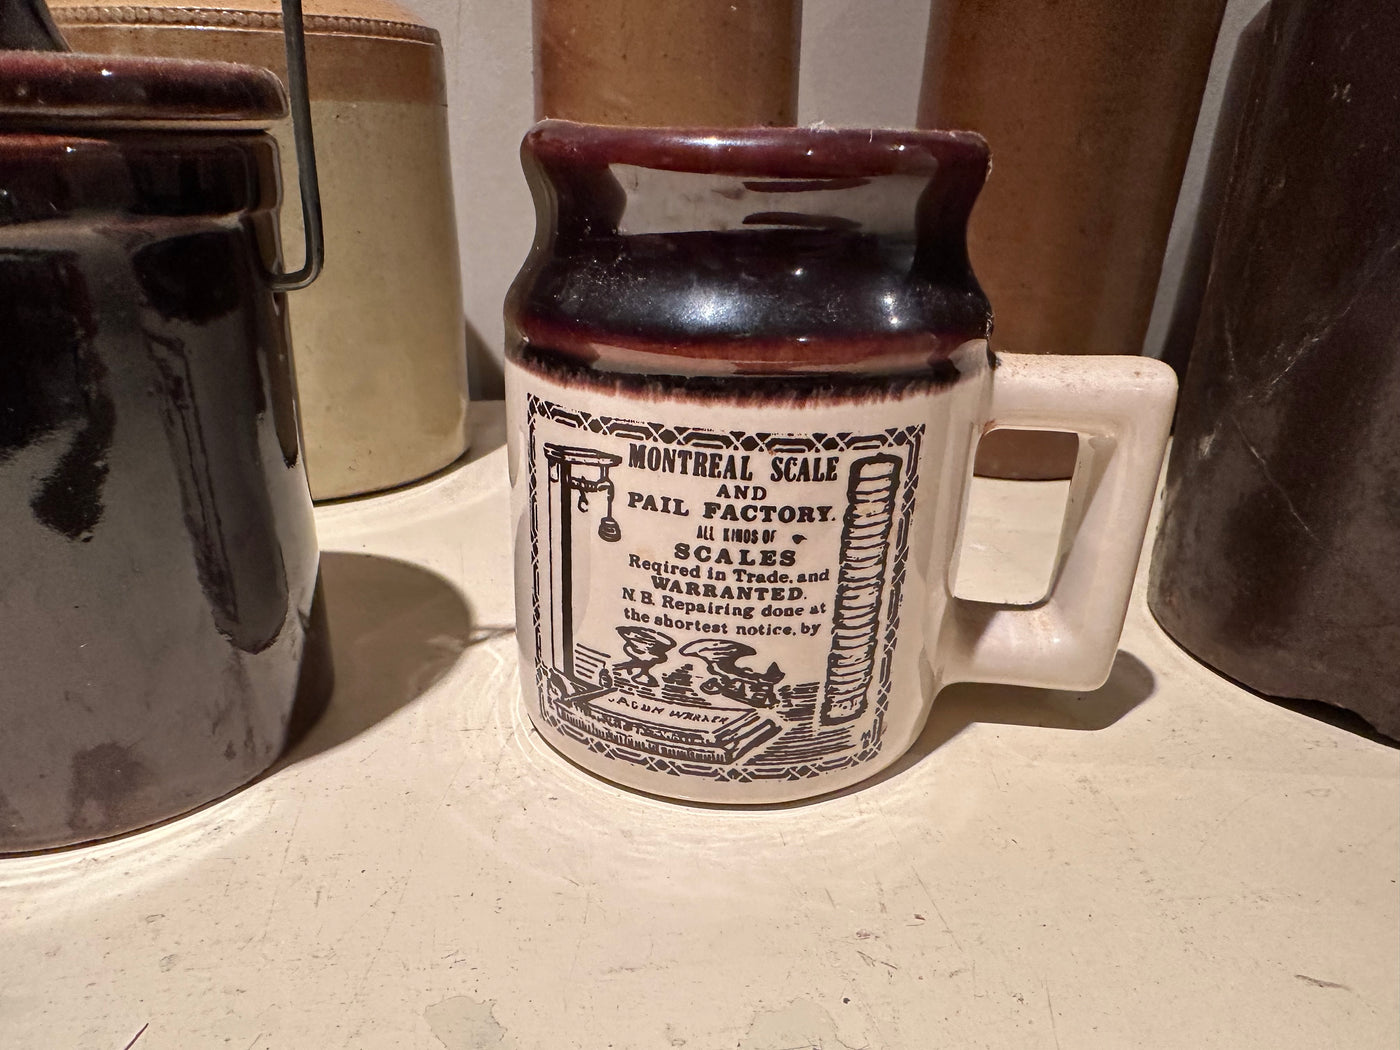 MONTREAL SCALE
AND
PAIL FACTORY.
ALL KINDS OF
SCALES
Reqired in Trade, and
WARRANTED.
N. B. Repairing done at
the shortest notice, by